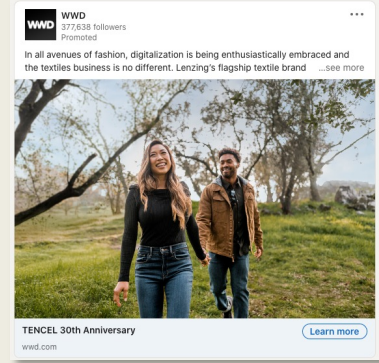 WWD
WWD
377,638 followers
Promoted
In all avenues of fashion, digitalization is being enthusiastically embraced and
the textiles business is no different. Lenzing's flagship textile brand ...see more
TENCEL 30th Anniversary
Learn more
wwd.com